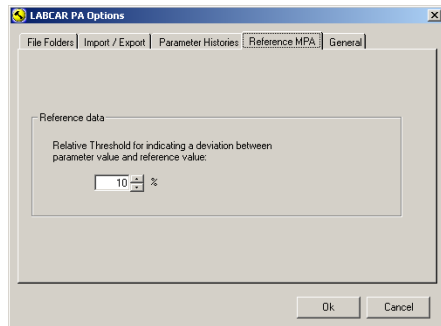 LABCAR PA Options
File Folders Import / Export Parameter Histories Reference MPA General
Reference data
Relative Threshold for indicating a deviation between
parameter value and reference value:
10 %
Ok Cancel